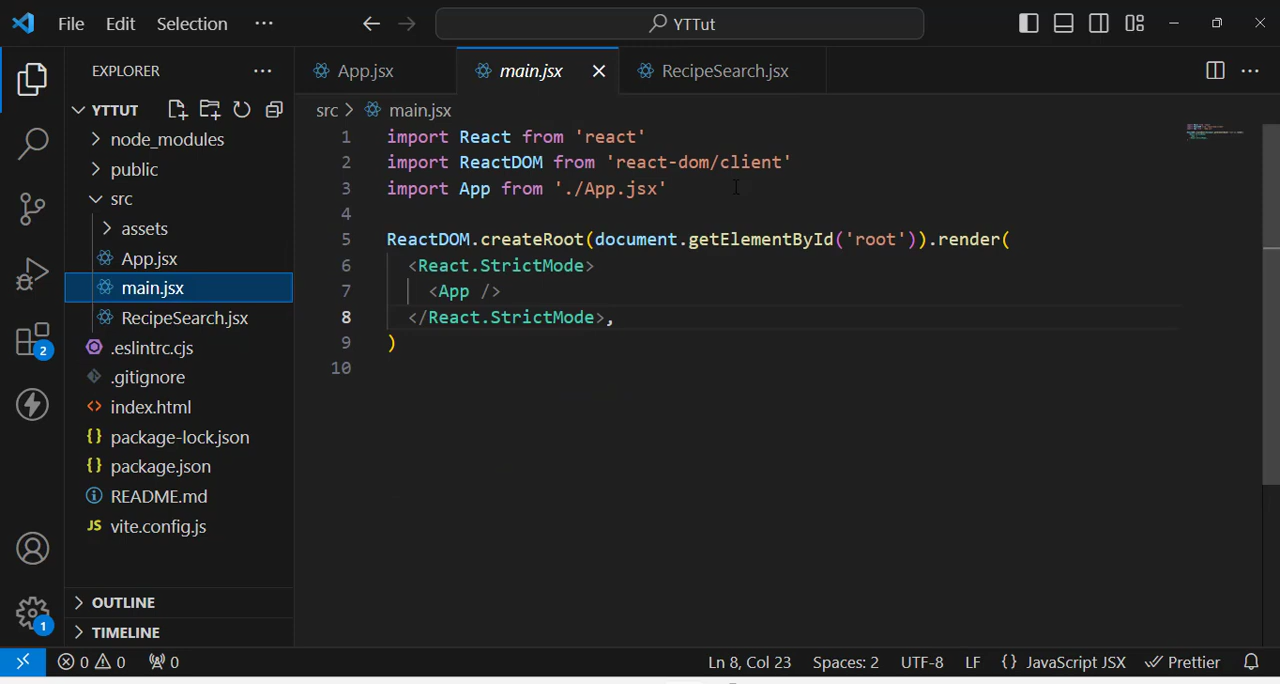 File Edit Selection ···
YTTut
EXPLORER ···
YTTUT
node_modules
public
src
assets
App.jsx
main.jsx
RecipeSearch.jsx
.eslintrc.cjs
.gitignore
index.html
package-lock.json
package.json
README.md
JS vite.config.js
OUTLINE
TIMELINE
2
1
App.jsx main.jsx RecipeSearch.jsx
src > main.jsx
1 import React from 'react'
2 import ReactDOM from 'react-dom/client'
3 import App from './App.jsx'
4
5 ReactDOM.createRoot(document.getElementById('root')).render(
6 <React.StrictMode>
7 <App />
8 </React.StrictMode>,
9 )
10
0 0 0 Ln 8, Col 23 Spaces: 2 UTF-8 LF {} JavaScript JSX Prettier